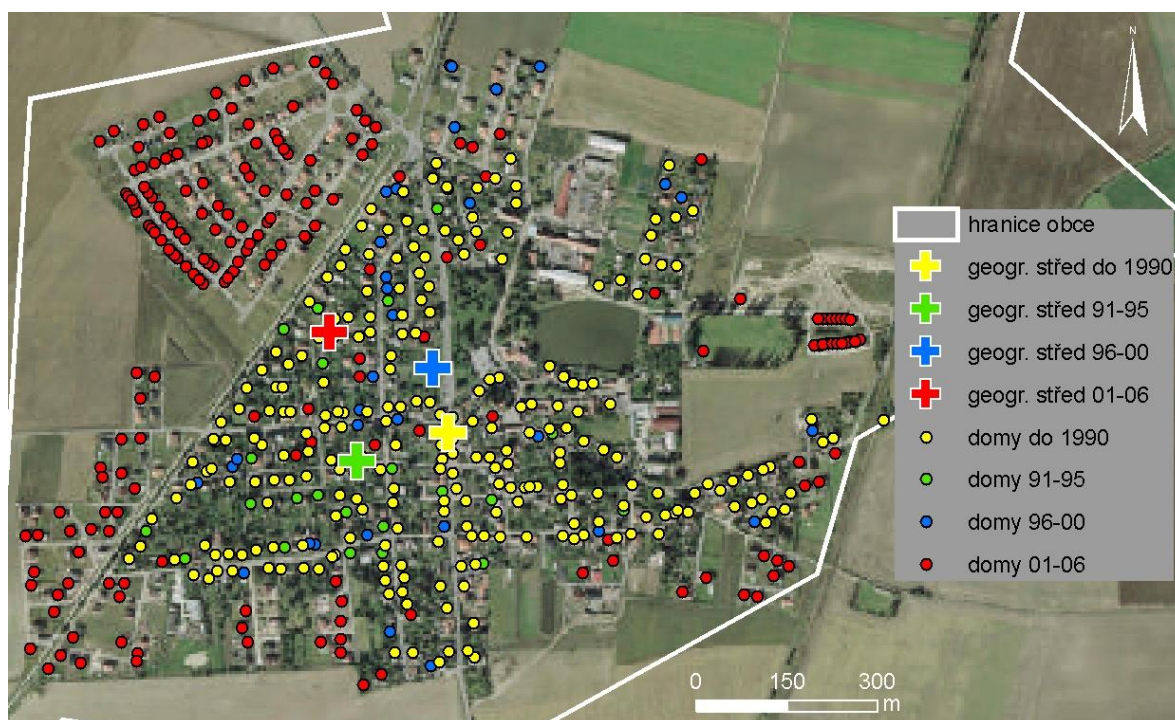 N
hranice obce
geogr. střed do 1990
geogr. střed 91-95
geogr. střed 96-00
geogr. střed 01-06
domy do 1990
domy 91-95
domy 96-00
domy 01-06
0 150 300
m